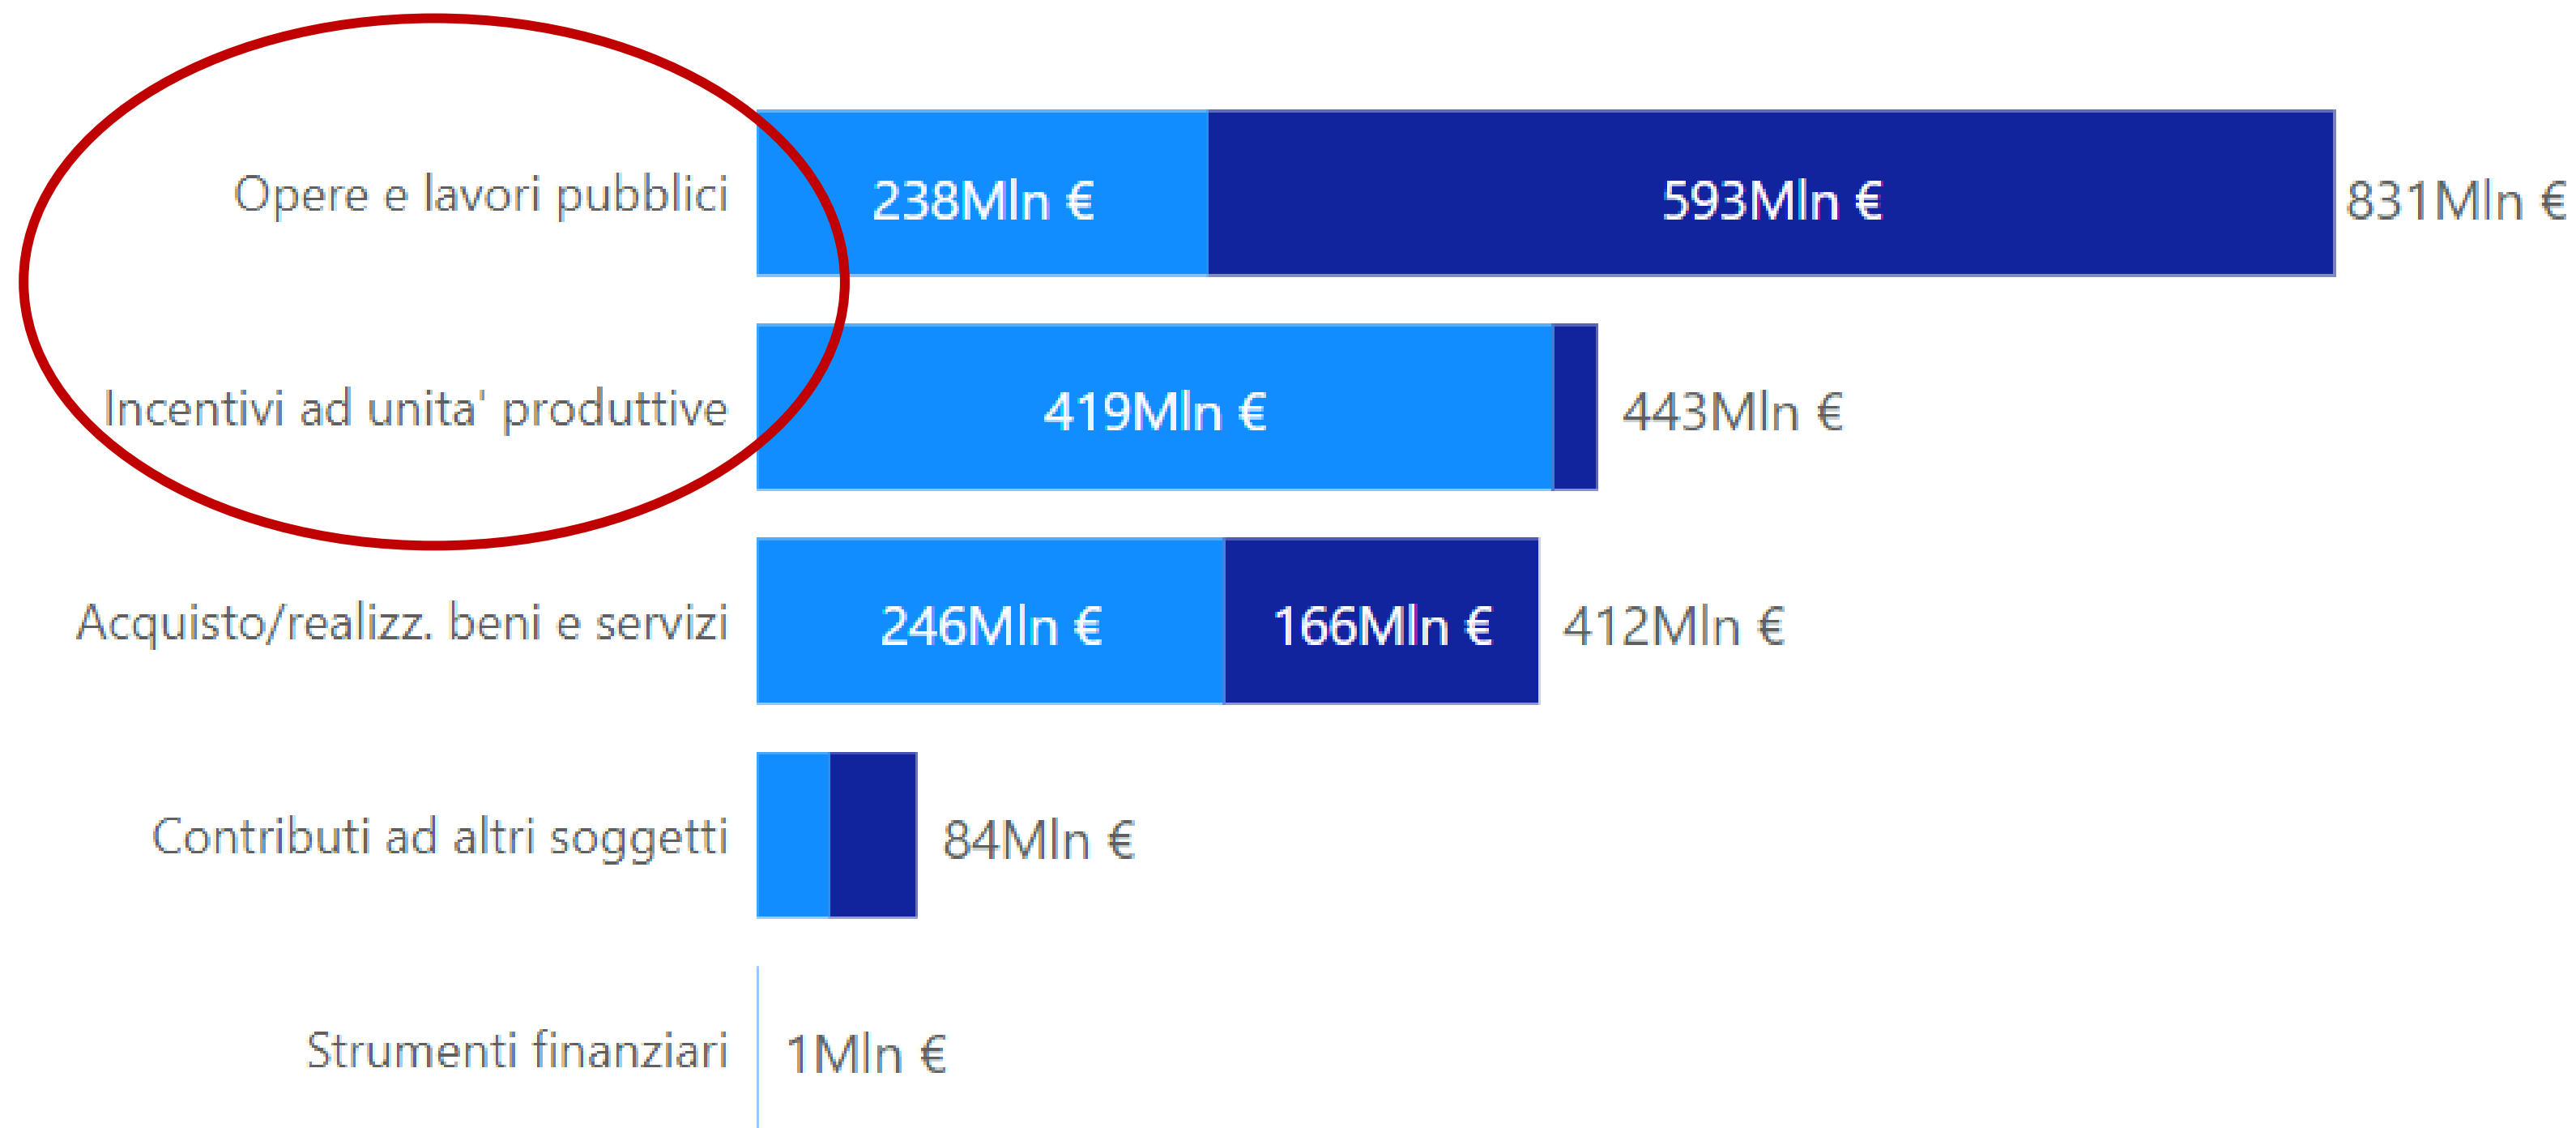 Opere e lavori pubblici 238Mln € 593Mln € 831Mln €
Incentivi ad unita' produttive 419Mln € 443Mln €
Acquisto/realizz. beni e servizi 246Mln € 166Mln € 412Mln €
Contributi ad altri soggetti 84Mln €
Strumenti finanziari 1Mln €